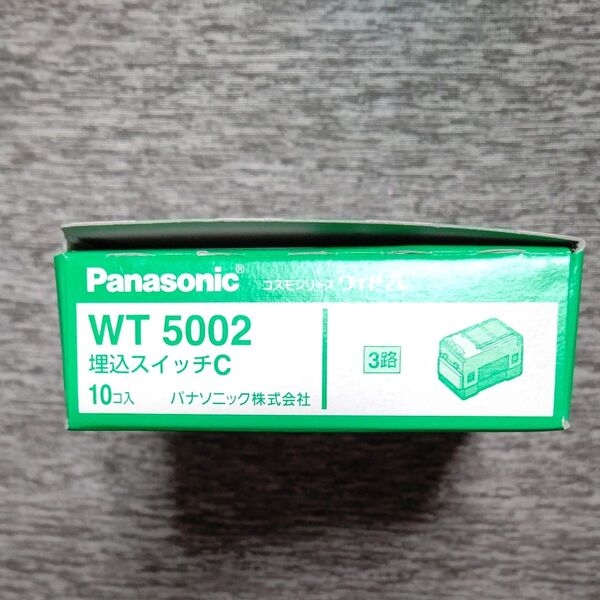 Panasonic® コスモシリーズ ワイド21
WT 5002
埋込スイッチC
3路
10コ入 パナソニック株式会社